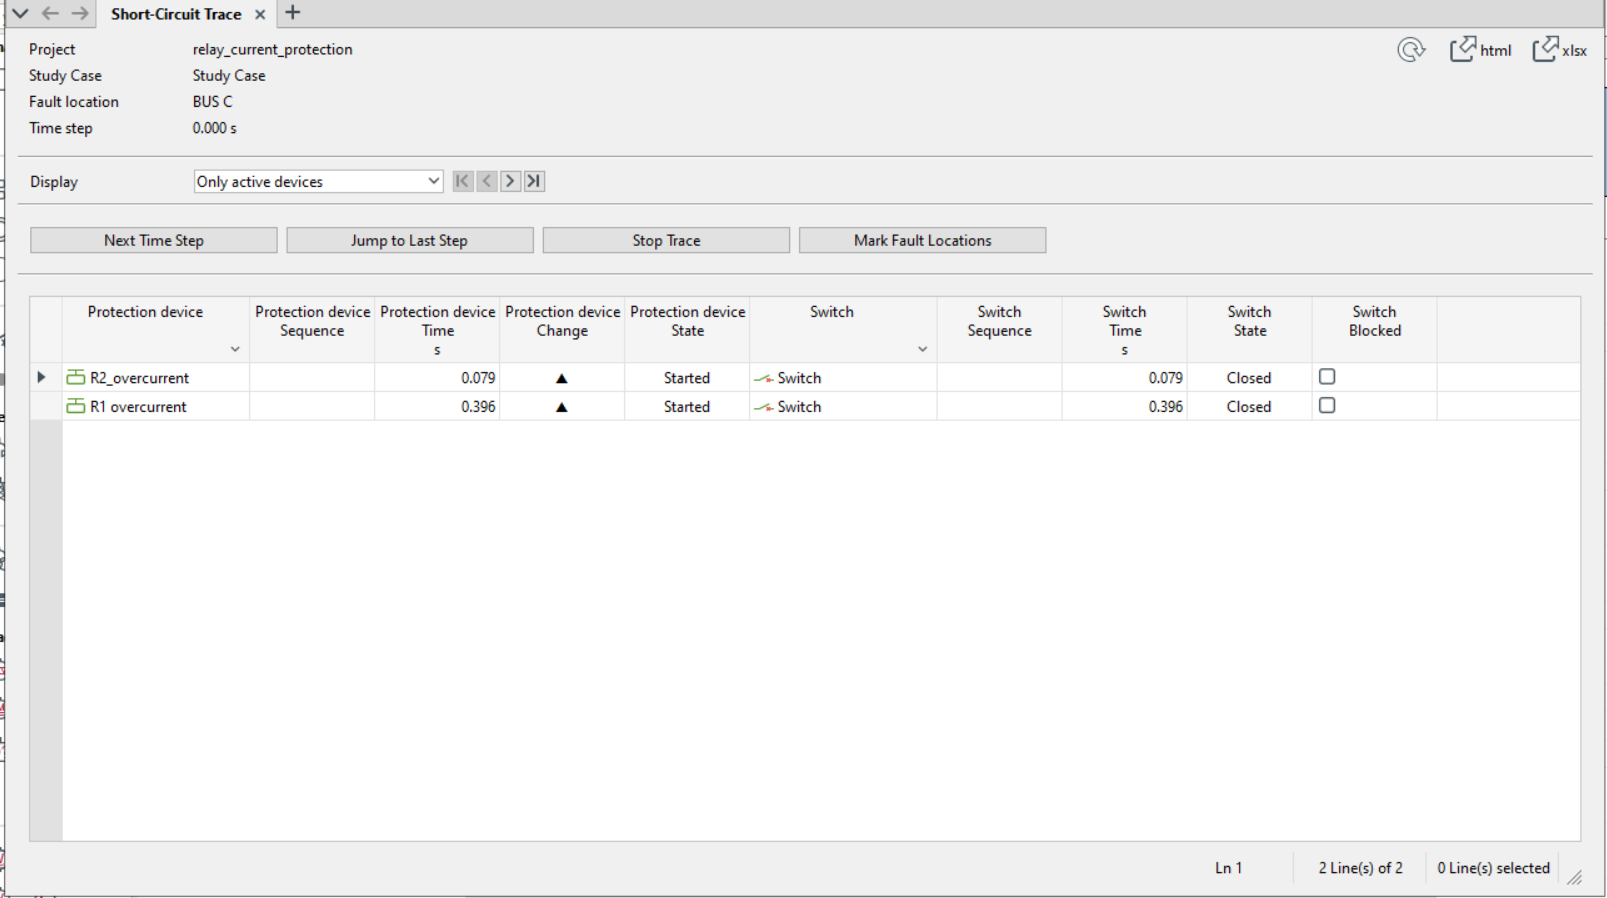 Short-Circuit Trace
Project relay_current_protection
html xlsx
Study Case Study Case
Fault location BUS C
Time step 0.000 s
Display Only active devices
Next Time Step Jump to Last Step Stop Trace Mark Fault Locations
Protection device Protection device Protection device Protection device Protection device Switch Switch Switch Switch Switch
Sequence Time Change State Sequence Time State Blocked
s s
R2_overcurrent 0.079 ▲ Started Switch 0.079 Closed
R1 overcurrent 0.396 ▲ Started Switch 0.396 Closed
Ln 1 2 Line(s) of 2 0 Line(s) selected